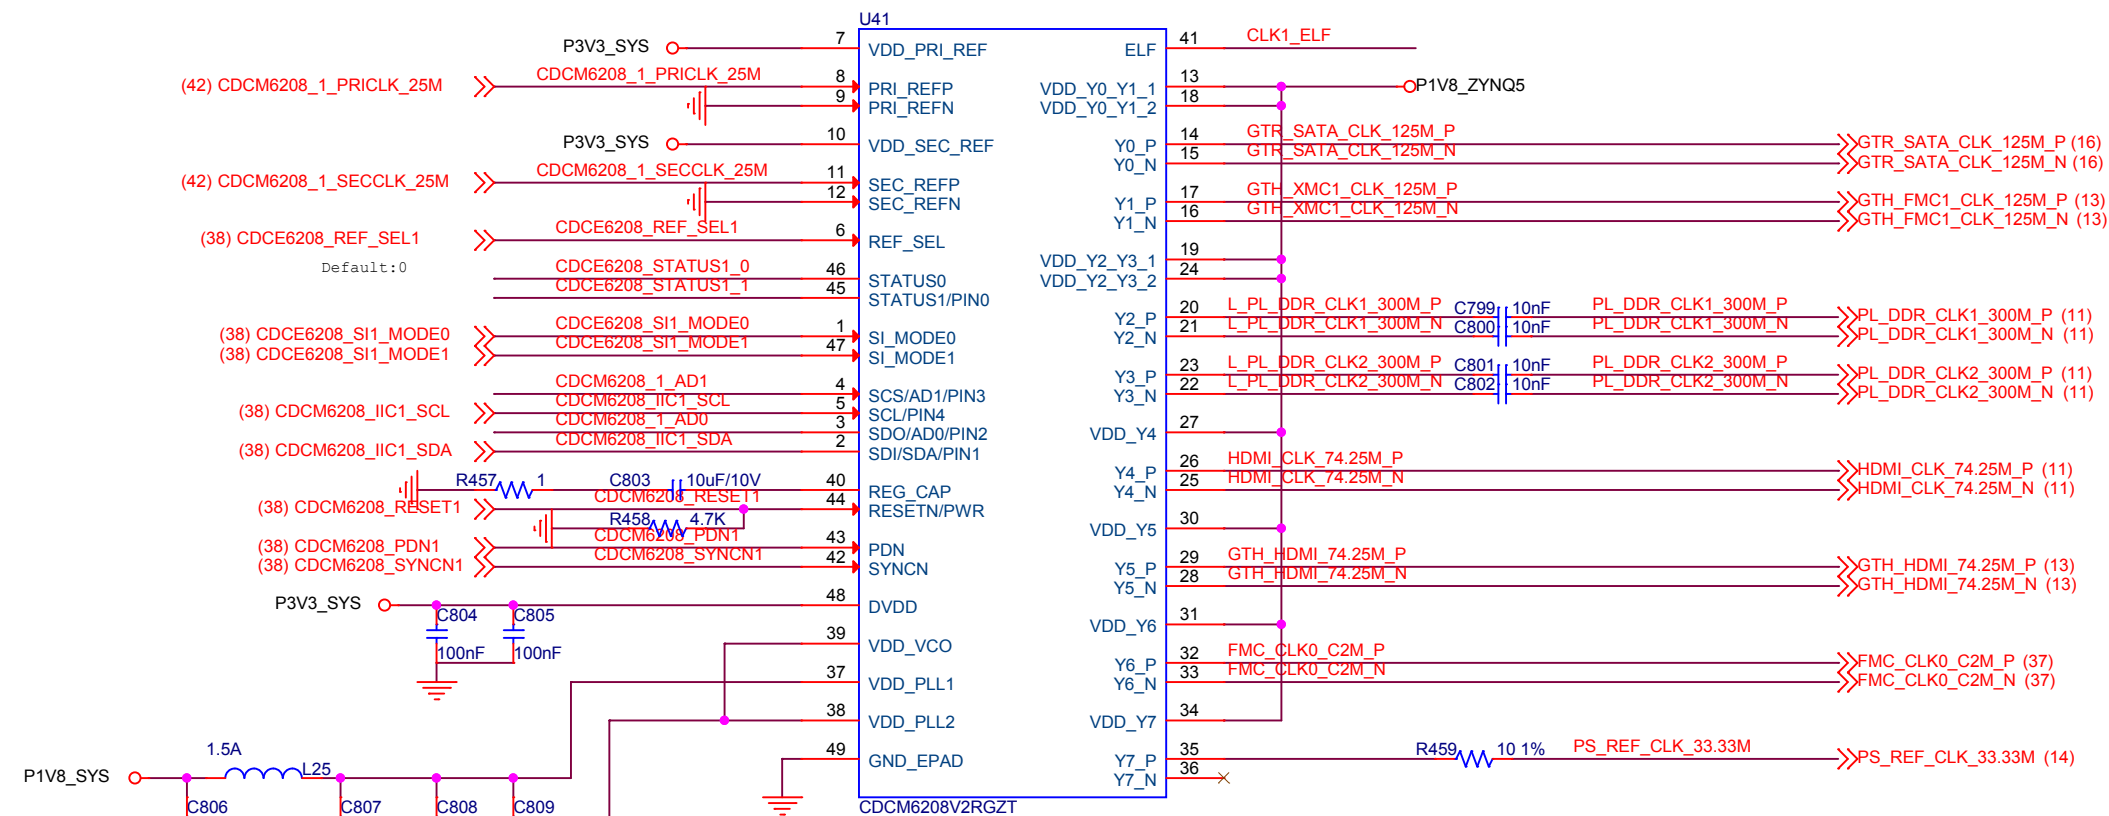 U41
P3V3_SYS 7 VDD_PRI_REF ELF 41 CLK1_ELF
(42) CDCM6208_1_PRICLK_25M CDCM6208_1_PRICLK_25M 8 PRI_REFP VDD_Y0_Y1_1 13 P1V8_ZYNQ5
9 PRI_REFN VDD_Y0_Y1_2 18
P3V3_SYS 10 VDD_SEC_REF Y0_P 14 GTR_SATA_CLK_125M_P GTR_SATA_CLK_125M_P (16)
Y0_N 15 GTR_SATA_CLK_125M_N GTR_SATA_CLK_125M_N (16)
(42) CDCM6208_1_SECCLK_25M CDCM6208_1_SECCLK_25M 11 SEC_REFP Y1_P 17 GTH_XMC1_CLK_125M_P GTH_FMC1_CLK_125M_P (13)
12 SEC_REFN Y1_N 16 GTH_XMC1_CLK_125M_N GTH_FMC1_CLK_125M_N (13)
(38) CDCE6208_REF_SEL1 CDCE6208_REF_SEL1 6 REF_SEL VDD_Y2_Y3_1 19
Default:0
CDCE6208_STATUS1_0 46 STATUS0 VDD_Y2_Y3_2 24
CDCE6208_STATUS1_1 45 STATUS1/PIN0 Y2_P 20 L_PL_DDR_CLK1_300M_P C799 10nF PL_DDR_CLK1_300M_P PL_DDR_CLK1_300M_P (11)
(38) CDCE6208_SI1_MODE0 CDCE6208_SI1_MODE0 1 SI_MODE0 Y2_N 21 L_PL_DDR_CLK1_300M_N C800 10nF PL_DDR_CLK1_300M_N PL_DDR_CLK1_300M_N (11)
(38) CDCE6208_SI1_MODE1 CDCE6208_SI1_MODE1 47 SI_MODE1 Y3_P 23 L_PL_DDR_CLK2_300M_P C801 10nF PL_DDR_CLK2_300M_P PL_DDR_CLK2_300M_P (11)
CDCM6208_1_AD1 4 SCS/AD1/PIN3 Y3_N 22 L_PL_DDR_CLK2_300M_N C802 10nF PL_DDR_CLK2_300M_N PL_DDR_CLK2_300M_N (11)
(38) CDCM6208_IIC1_SCL CDCM6208_IIC1_SCL 5 SCL/PIN4
CDCM6208_1_AD0 3 SDO/AD0/PIN2 VDD_Y4 27
(38) CDCM6208_IIC1_SDA CDCM6208_IIC1_SDA 2 SDI/SDA/PIN1 Y4_P 26 HDMI_CLK_74.25M_P HDMI_CLK_74.25M_P (11)
R457 1 C803 10uF/10V 40 REG_CAP Y4_N 25 HDMI_CLK_74.25M_N HDMI_CLK_74.25M_N (11)
(38) CDCM6208_RESET1 CDCM6208_RESET1 44 RESETN/PWR
R458 4.7K VDD_Y5 30
(38) CDCM6208_PDN1 CDCM6208_PDN1 43 PDN Y5_P 29 GTH_HDMI_74.25M_P GTH_HDMI_74.25M_P (13)
(38) CDCM6208_SYNCN1 CDCM6208_SYNCN1 42 SYNCN Y5_N 28 GTH_HDMI_74.25M_N GTH_HDMI_74.25M_N (13)
P3V3_SYS 48 DVDD
C804 C805 VDD_Y6 31
100nF 100nF 39 VDD_VCO Y6_P 32 FMC_CLK0_C2M_P FMC_CLK0_C2M_P (37)
37 VDD_PLL1 Y6_N 33 FMC_CLK0_C2M_N FMC_CLK0_C2M_N (37)
38 VDD_PLL2 VDD_Y7 34
49 GND_EPAD Y7_P 35 R459 10 1% PS_REF_CLK_33.33M PS_REF_CLK_33.33M (14)
1.5A
P1V8_SYS L25 Y7_N 36
C806 C807 C808 C809 CDCM6208V2RGZT